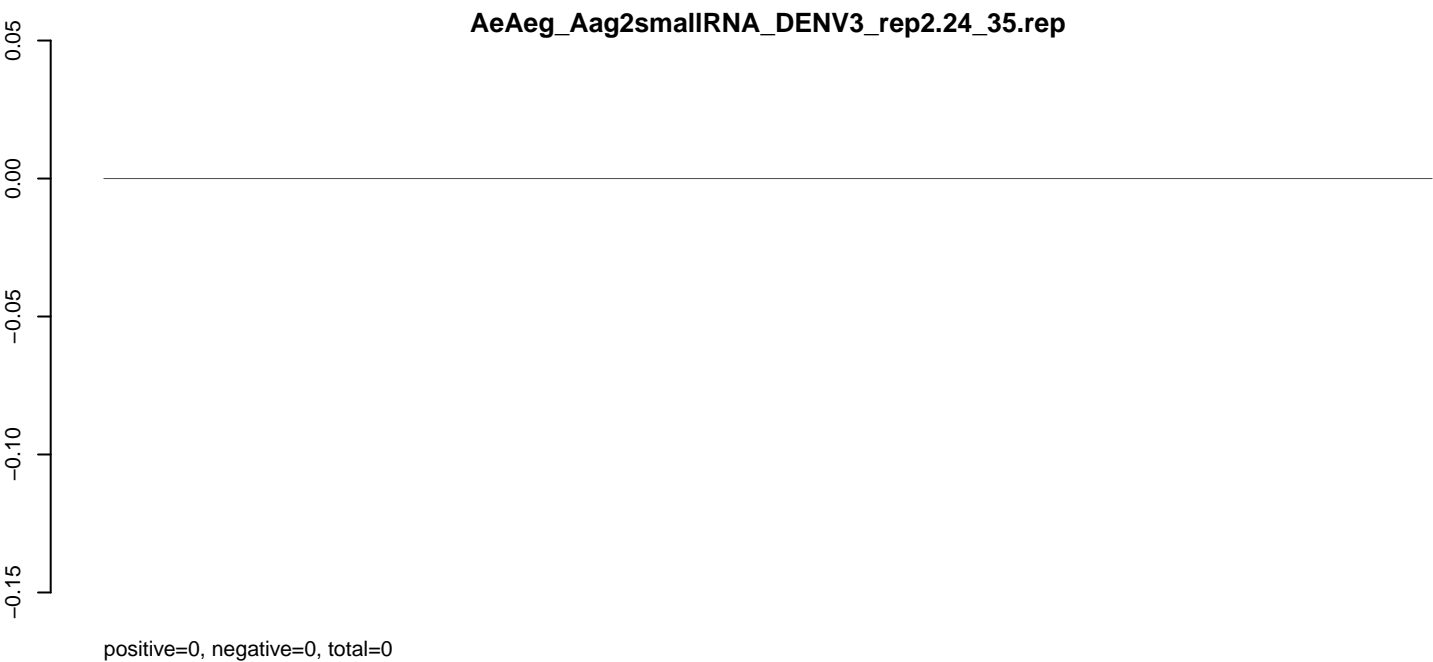 AeAeg_Aag2smallRNA_DENV3_rep2.24_35.rep
0.05
0.00
−0.05
−0.10
−0.15
positive=0, negative=0, total=0